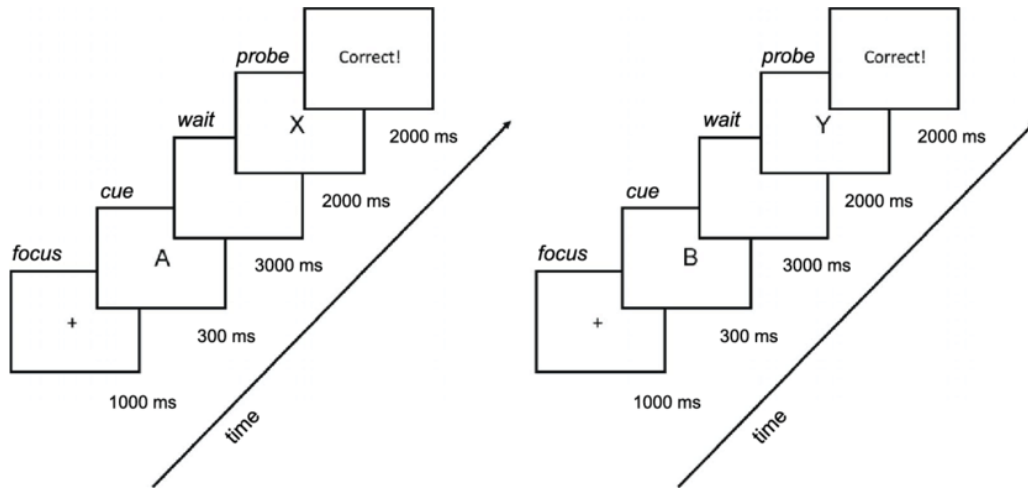 Correct!
probe
X
2000 ms
wait
2000 ms
cue
A
3000 ms
focus
+
300 ms
1000 ms
time
Correct!
probe
Y
2000 ms
wait
2000 ms
cue
B
3000 ms
focus
+
300 ms
1000 ms
time